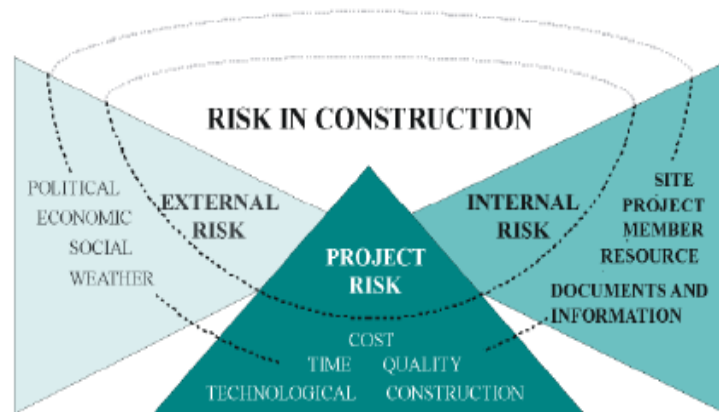 RISK IN CONSTRUCTION
POLITICAL
ECONOMIC
SOCIAL
WEATHER
EXTERNAL
RISK
PROJECT
RISK
COST
TIME QUALITY
TECHNOLOGICAL CONSTRUCTION
INTERNAL
RISK
SITE
PROJECT
MEMBER
RESOURCE
DOCUMENTS AND
INFORMATION